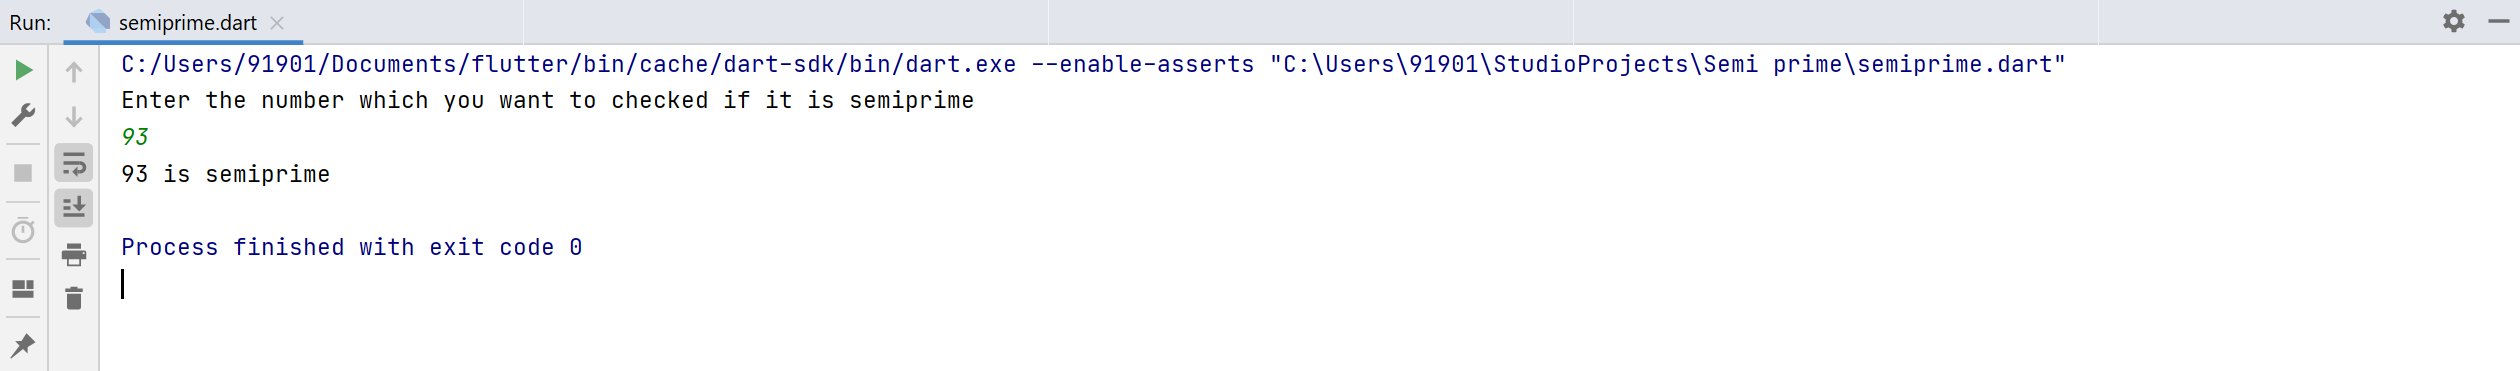 Run: semiprime.dart
C:/Users/91901/Documents/flutter/bin/cache/dart-sdk/bin/dart.exe --enable-asserts "C:\Users\91901\StudioProjects\Semi prime\semiprime.dart"
Enter the number which you want to checked if it is semiprime
93
93 is semiprime
Process finished with exit code 0